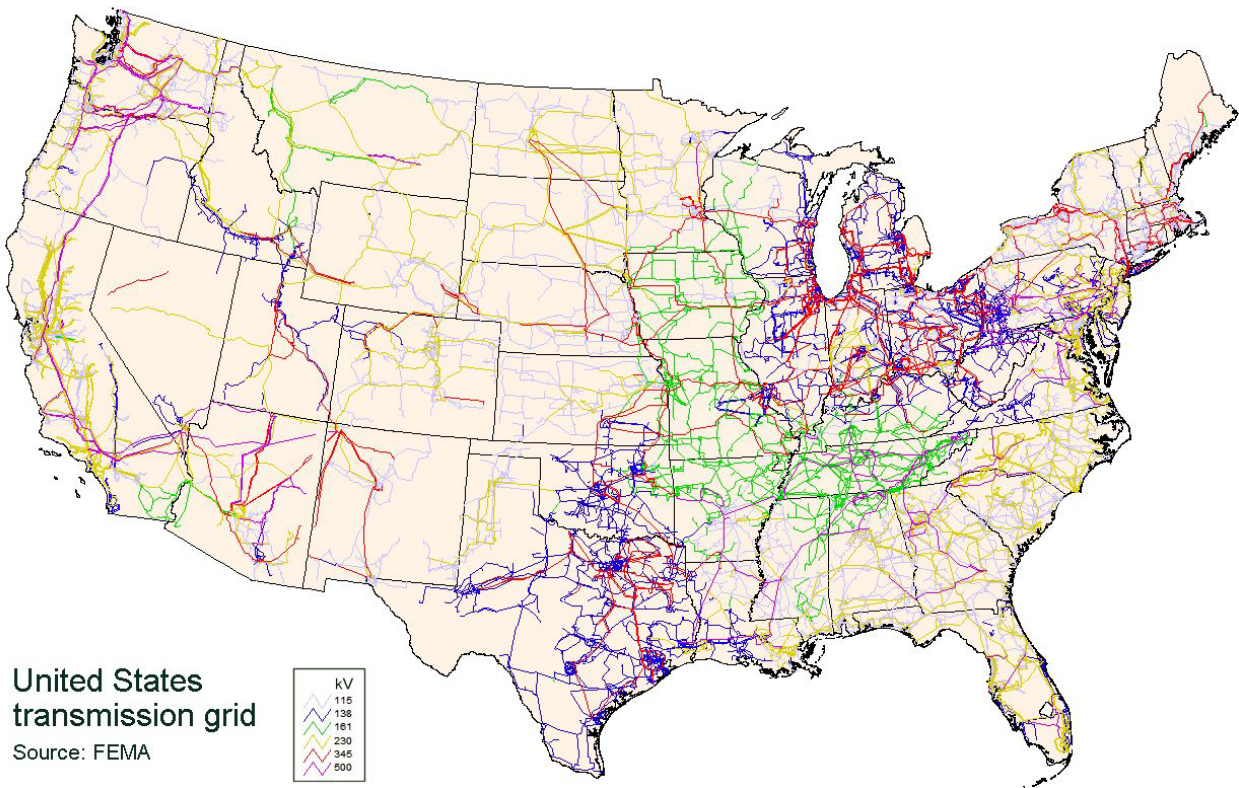 United States
transmission grid
Source: FEMA
kV
115
138
161
230
345
500